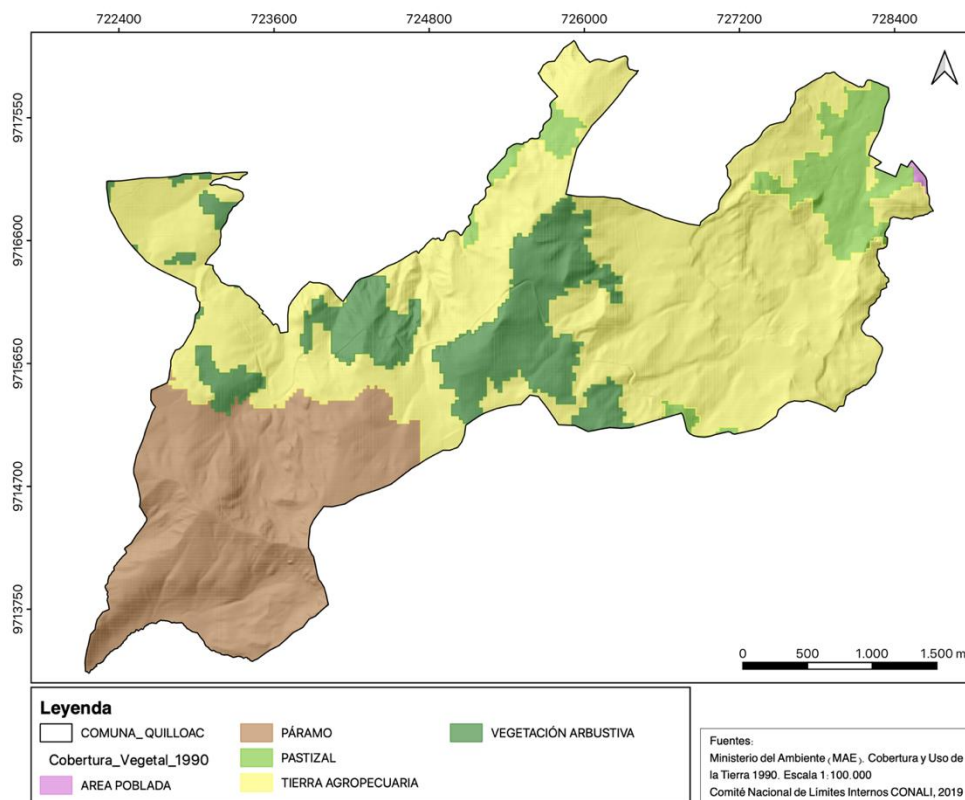 722400 723600 724800 726000 727200 728400
9717550
9716600
9715650
9714700
9713750
0 500 1.000 1.500 m
Leyenda
COMUNA_QUILLOAC
Cobertura_Vegetal_1990
AREA POBLADA
PÁRAMO
PASTIZAL
TIERRA AGROPECUARIA
VEGETACIÓN ARBUSTIVA
Fuentes:
Ministerio del Ambiente (MAE). Cobertura y Uso de
la Tierra 1990. Escala 1:100.000
Comité Nacional de Límites Internos CONALI, 2019